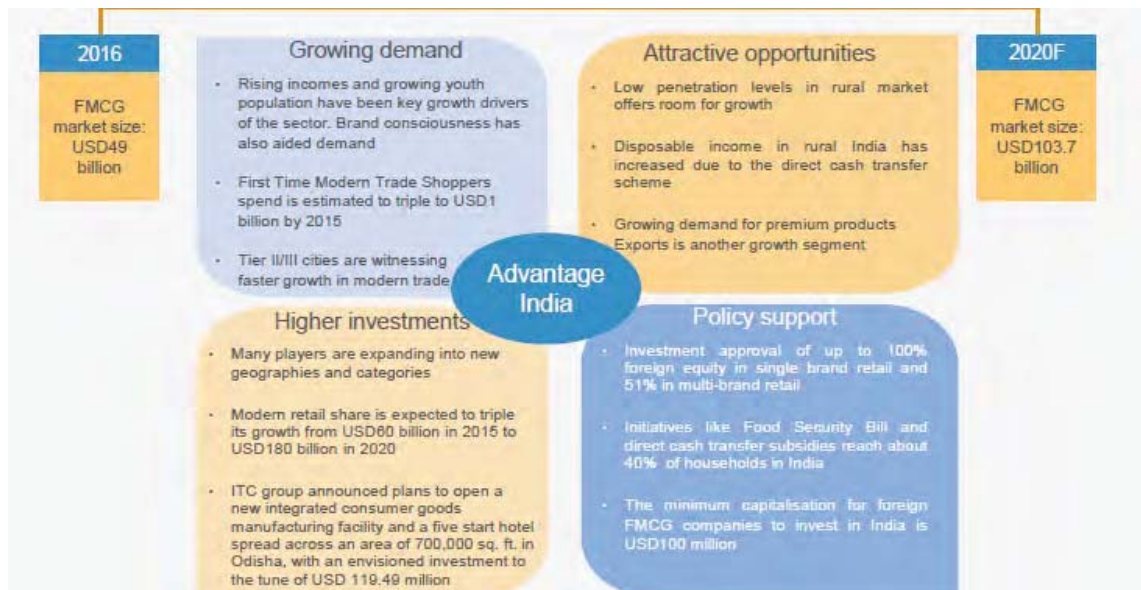 2016
FMCG
market size:
USD49
billion
Growing demand
• Rising incomes and growing youth
population have been key growth drivers
of the sector. Brand consciousness has
also aided demand
• First Time Modern Trade Shoppers
spend is estimated to triple to USD1
billion by 2015
• Tier II/III cities are witnessing
faster growth in modern trade
Attractive opportunities
• Low penetration levels in rural market
offers room for growth
• Disposable income in rural India has
increased due to the direct cash transfer
scheme
• Growing demand for premium products
Exports is another growth segment
2020F
FMCG
market size:
USD103.7
billion
Advantage
India
Higher investments
• Many players are expanding into new
geographies and categories
• Modern retail share is expected to triple
its growth from USD60 billion in 2015 to
USD180 billion in 2020
• ITC group announced plans to open a
new integrated consumer goods
manufacturing facility and a five start hotel
spread across an area of 700,000 sq. ft. in
Odisha, with an envisioned investment to
the tune of USD 119.49 million
Policy support
• Investment approval of up to 100%
foreign equity in single brand retail and
51% in multi-brand retail
• Initiatives like Food Security Bill and
direct cash transfer subsidies reach about
40% of households in India
• The minimum capitalisation for foreign
FMCG companies to invest in India is
USD100 million